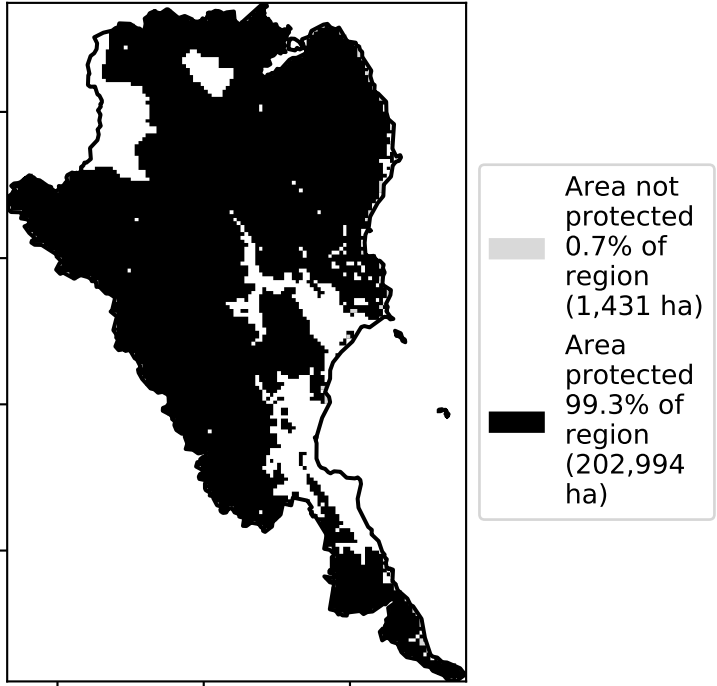 Area not
protected
0.7% of
region
(1,431 ha)
Area
protected
99.3% of
region
(202,994
ha)